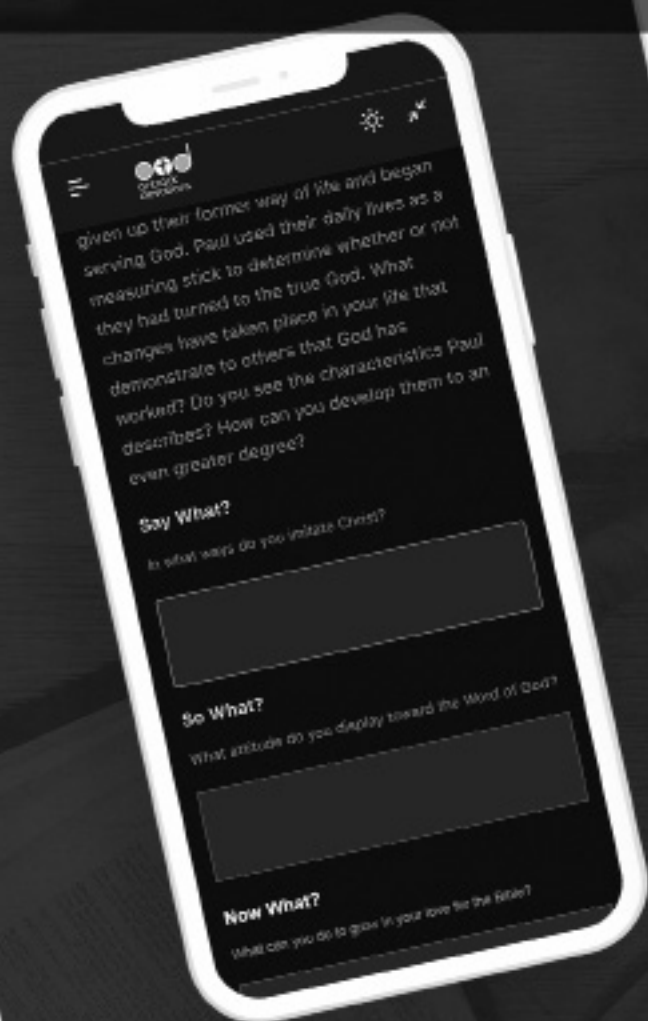 given up their former way of life and began
serving God. Paul used their daily lives as a
measuring stick to determine whether or not
they had turned to the true God. What
changes have taken place in your life that
demonstrate to others that God has
worked? Do you see the characteristics Paul
describes? How can you develop them to an
even greater degree?
Say What?
In what ways do you imitate Christ?
So What?
What attitude do you display toward the Word of God?
Now What?
What can you do to grow in your love for the Bible?